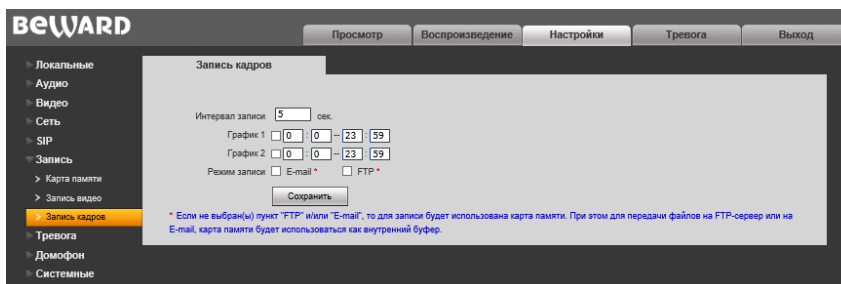 BEWARD
Просмотр Воспроизведение Настройки Тревога Выход
Локальные
Аудио
Видео
Сеть
SIP
Запись
> Карта памяти
> Запись видео
> Запись кадров
Тревога
Домофон
Системные
Запись кадров
Интервал записи 5 сек.
График 1 0 : 0 – 23 : 59
График 2 0 : 0 – 23 : 59
Режим записи E-mail * FTP *
Сохранить
* Если не выбран(ы) пункт "FTP" и/или "E-mail", то для записи будет использована карта памяти. При этом для передачи файлов на FTP-сервер или на
E-mail, карта памяти будет использоваться как внутренний буфер.